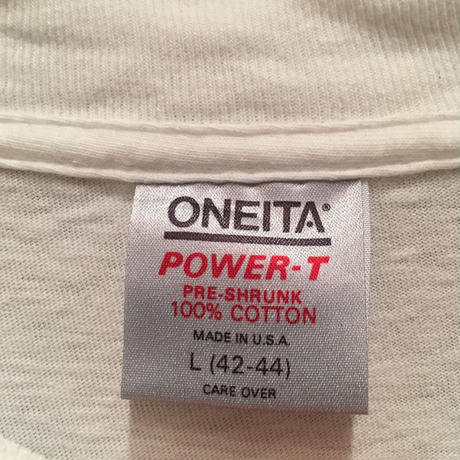 ONEITA®
POWER-T
PRE-SHRUNK
100% COTTON
MADE IN U.S.A.
L (42-44)
CARE OVER